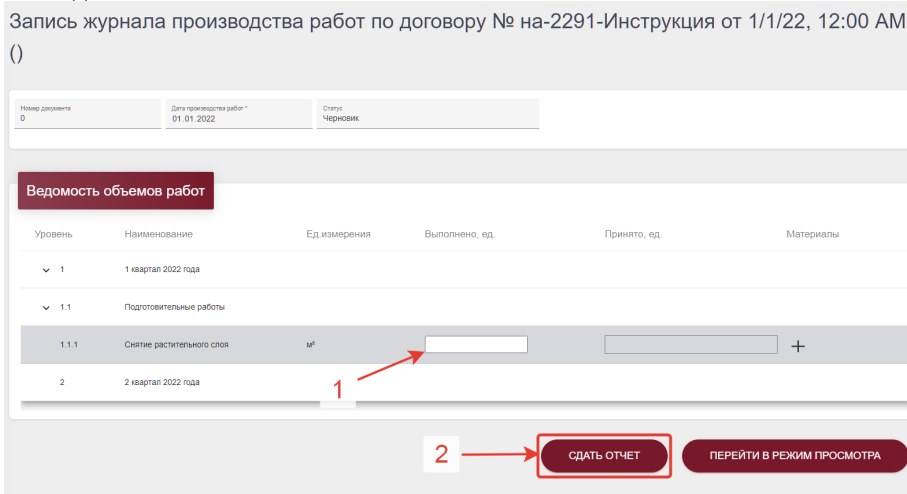 Запись журнала производства работ по договору № на-2291-Инструкция от 1/1/22, 12:00 AM
()
Номер документа Дата производства работ * Статус
0 01.01.2022 Черновик
Ведомость объемов работ
Уровень Наименование Ед.измерения Выполнено, ед. Принято, ед. Материалы
1 1 квартал 2022 года
1.1 Подготовительные работы
1.1.1 Снятие растительного слоя м² +
2 2 квартал 2022 года
1
2 СДАТЬ ОТЧЕТ ПЕРЕЙТИ В РЕЖИМ ПРОСМОТРА